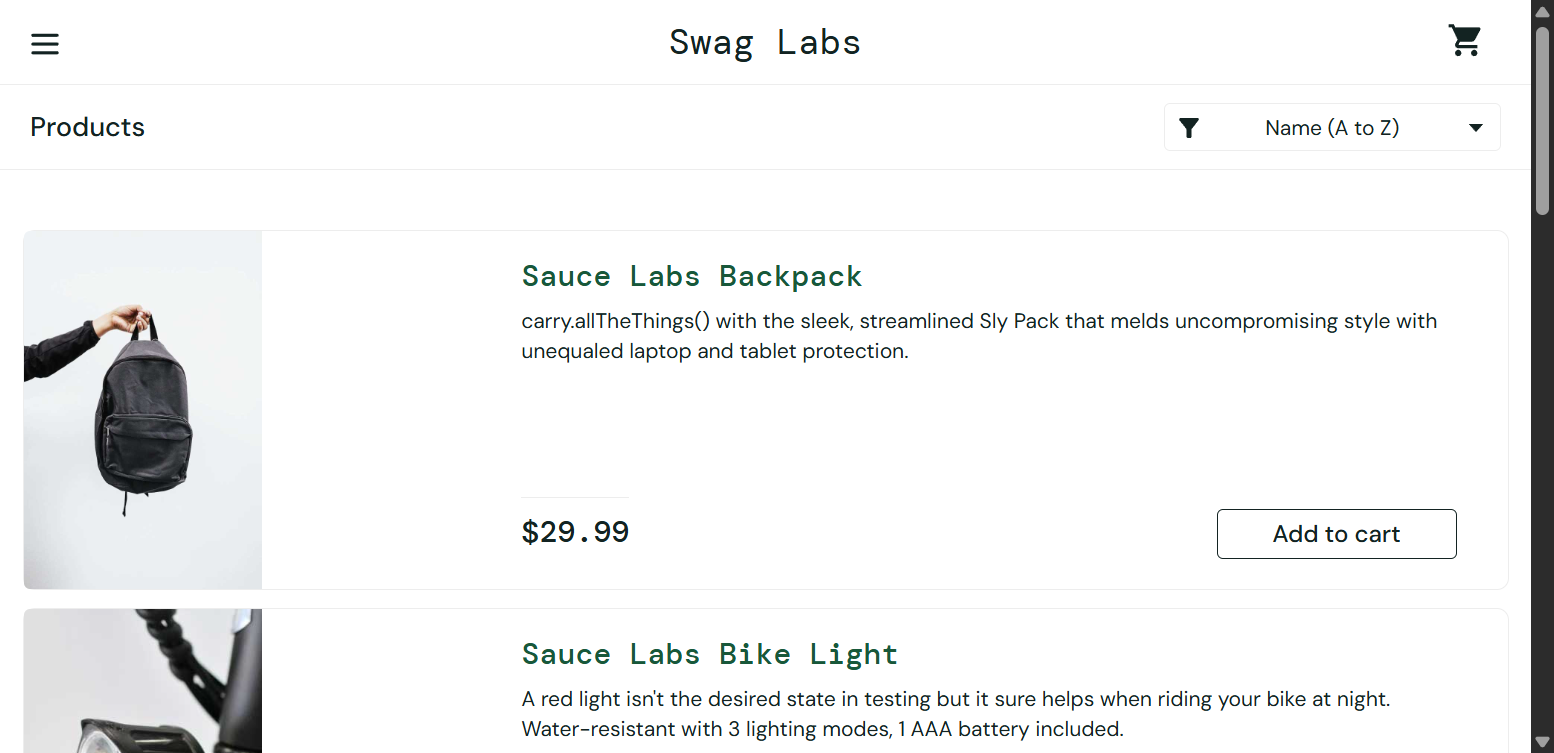 Swag Labs
Products
Name (A to Z)
Sauce Labs Backpack
carry.allTheThings() with the sleek, streamlined Sly Pack that melds uncompromising style with
unequaled laptop and tablet protection.
$29.99
Add to cart
Sauce Labs Bike Light
A red light isn't the desired state in testing but it sure helps when riding your bike at night.
Water-resistant with 3 lighting modes, 1 AAA battery included.